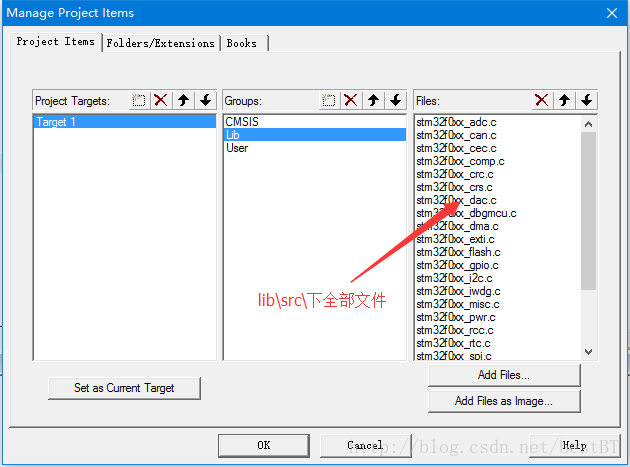 Manage Project Items
Project Items Folders/Extensions Books
Project Targets: Groups: Files:
Target 1
CMSIS
Lib
User
stm32f0xx_adc.c
stm32f0xx_can.c
stm32f0xx_cec.c
stm32f0xx_comp.c
stm32f0xx_crc.c
stm32f0xx_crs.c
stm32f0xx_dac.c
stm32f0xx_dbgmcu.c
stm32f0xx_dma.c
stm32f0xx_exti.c
stm32f0xx_flash.c
stm32f0xx_gpio.c
stm32f0xx_i2c.c
stm32f0xx_iwdg.c
stm32f0xx_misc.c
stm32f0xx_pwr.c
stm32f0xx_rcc.c
stm32f0xx_rtc.c
stm32f0xx_spi.c
lib\src\下全部文件
Set as Current Target
Add Files...
Add Files as Image...
OK Cancel Help
http://blog.csdn.net/bestBT